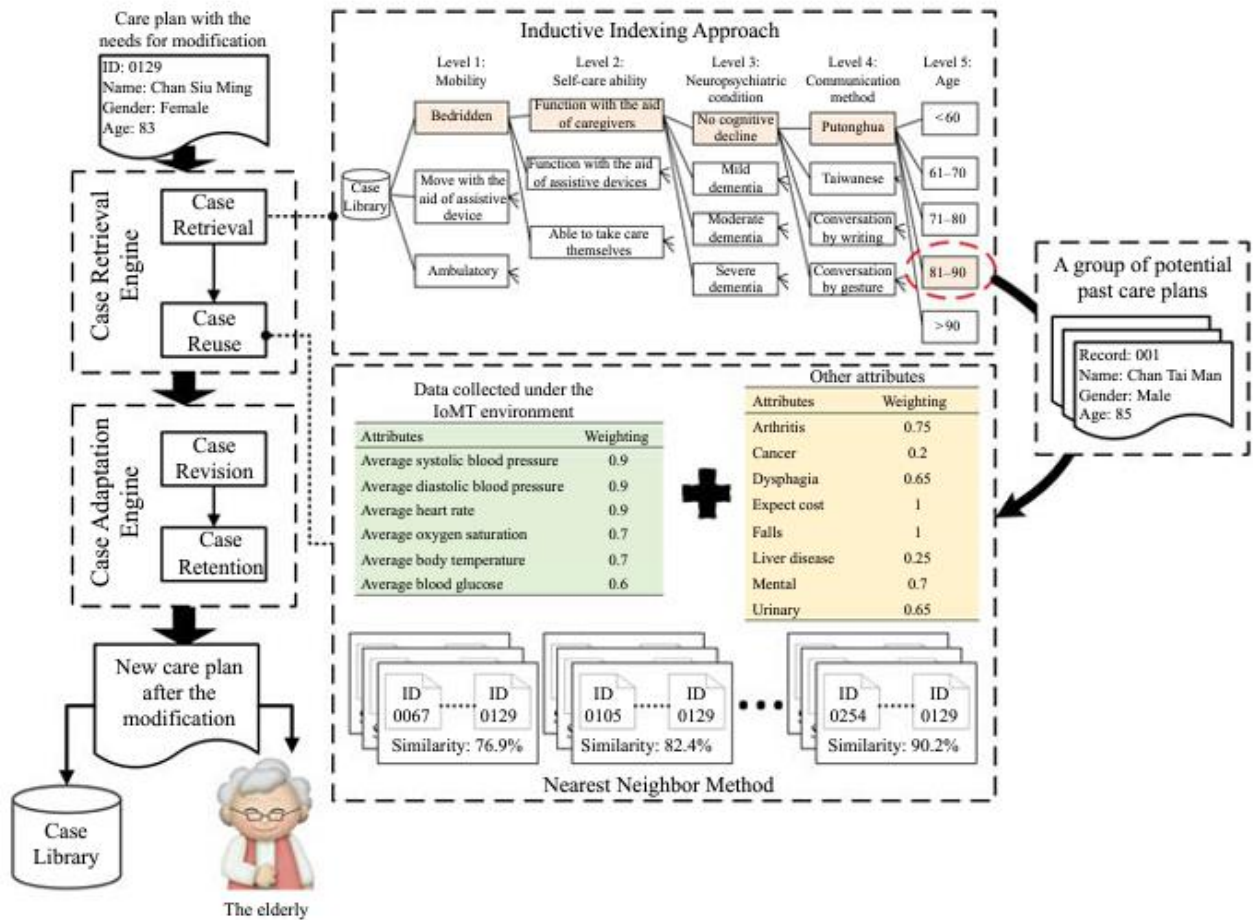 Care plan with the
needs for modification
ID: 0129
Name: Chan Siu Ming
Gender: Female
Age: 83
Case Retrieval
Engine
Case
Retrieval
Case
Reuse
Case Adaptation
Engine
Case
Revision
Case
Retention
New care plan
after the
modification
Case
Library
The elderly
Inductive Indexing Approach
Level 1:
Mobility
Level 2:
Self-care ability
Level 3:
Neuropsychiatric
condition
Level 4:
Communication
method
Level 5:
Age
Case
Library
Bedridden
Move with the
aid of assistive
device
Ambulatory
Function with the aid
of caregivers
Function with the aid
of assistive devices
Able to take care
themselves
No cognitive
decline
Mild
dementia
Moderate
dementia
Severe
dementia
Putonghua
Taiwanese
Conversation
by writing
Conversation
by gesture
<60
61–70
71–80
81–90
>90
A group of potential
past care plans
Record: 001
Name: Chan Tai Man
Gender: Male
Age: 85
Data collected under the
IoMT environment
Attributes Weighting
Average systolic blood pressure 0.9
Average diastolic blood pressure 0.9
Average heart rate 0.9
Average oxygen saturation 0.7
Average body temperature 0.7
Average blood glucose 0.6
Other attributes
Attributes Weighting
Arthritis 0.75
Cancer 0.2
Dysphagia 0.65
Expect cost 1
Falls 1
Liver disease 0.25
Mental 0.7
Urinary 0.65
ID
0067
ID
0129
Similarity: 76.9%
ID
0105
ID
0129
Similarity: 82.4%
ID
0254
ID
0129
Similarity: 90.2%
Nearest Neighbor Method